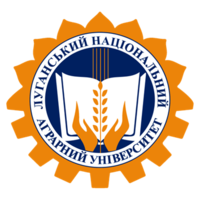 ЛУГАНСЬКИЙ НАЦІОНАЛЬНИЙ
АГРАРНИЙ УНІВЕРСИТЕТ